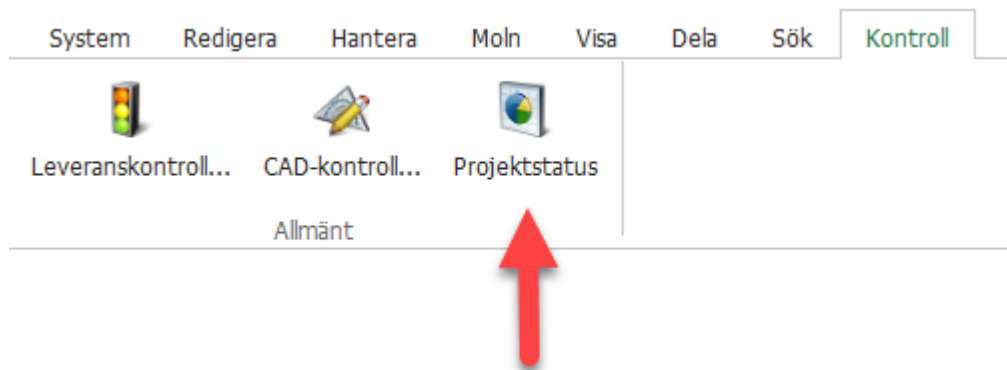 System Redigera Hantera Moln Visa Dela Sök Kontroll
Leveranskontroll... CAD-kontroll... Projektstatus
Allmänt